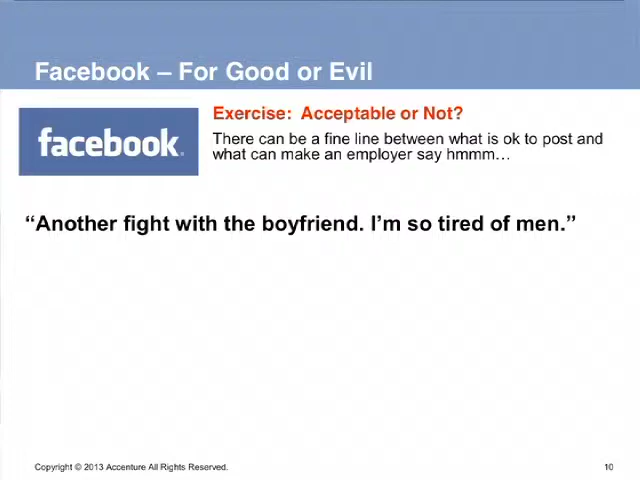 Facebook – For Good or Evil
Exercise: Acceptable or Not?
facebook.
There can be a fine line between what is ok to post and
what can make an employer say hmmm…
“Another fight with the boyfriend. I’m so tired of men.”
Copyright © 2013 Accenture All Rights Reserved.
10